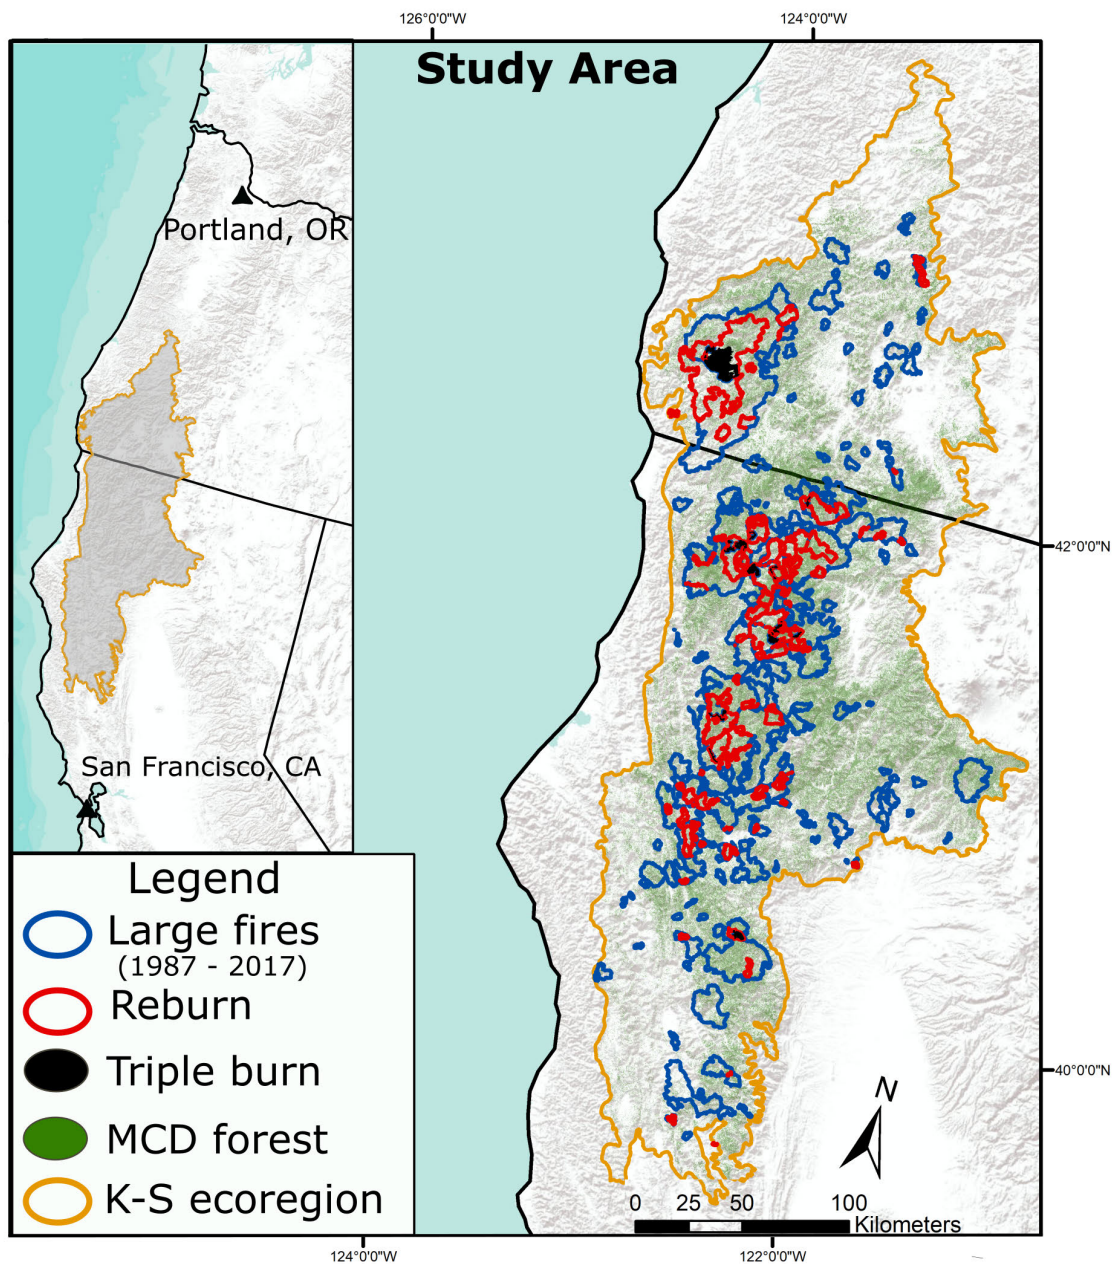 126°0'0"W
124°0'0"W
Study Area
Portland, OR
San Francisco, CA
42°0'0"N
40°0'0"N
Legend
Large fires
(1987 - 2017)
Reburn
Triple burn
MCD forest
K-S ecoregion
N
0 25 50 100
Kilometers
124°0'0"W
122°0'0"W